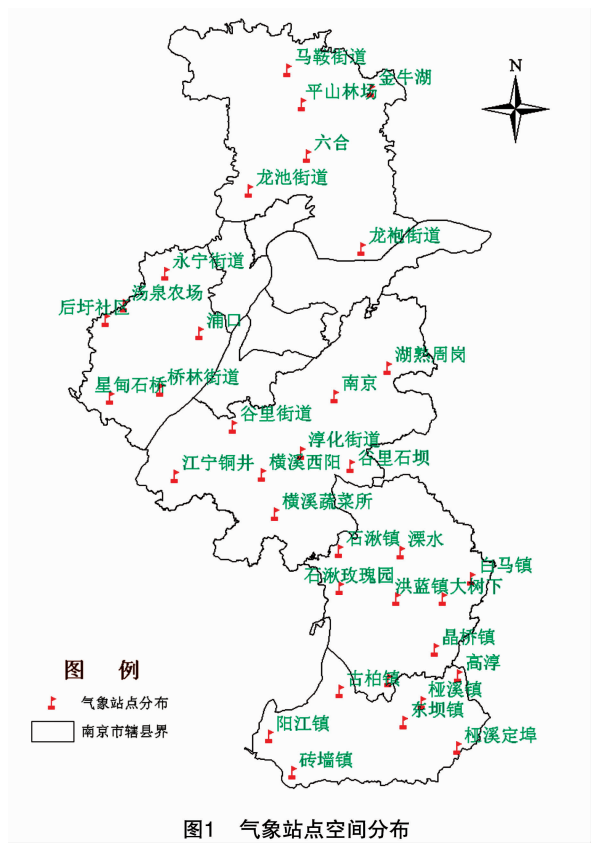 马鞍街道
N
金牛湖
平山林场
六合
龙池街道
龙袍街道
永宁街道
汤泉农场
后圩社区
浦口
湖熟周岗
桥林街道
星甸石桥
南京
谷里街道
淳化街道
江宁铜井
横溪西阳
谷里石坝
横溪蔬菜所
石湫镇
溧水
白马镇
石湫玫瑰园
洪蓝镇
大树下
晶桥镇
图 例
高淳
古柏镇
桠溪镇
气象站点分布
东坝镇
阳江镇
南京市辖县界
桠溪定埠
砖墙镇
图1 气象站点空间分布